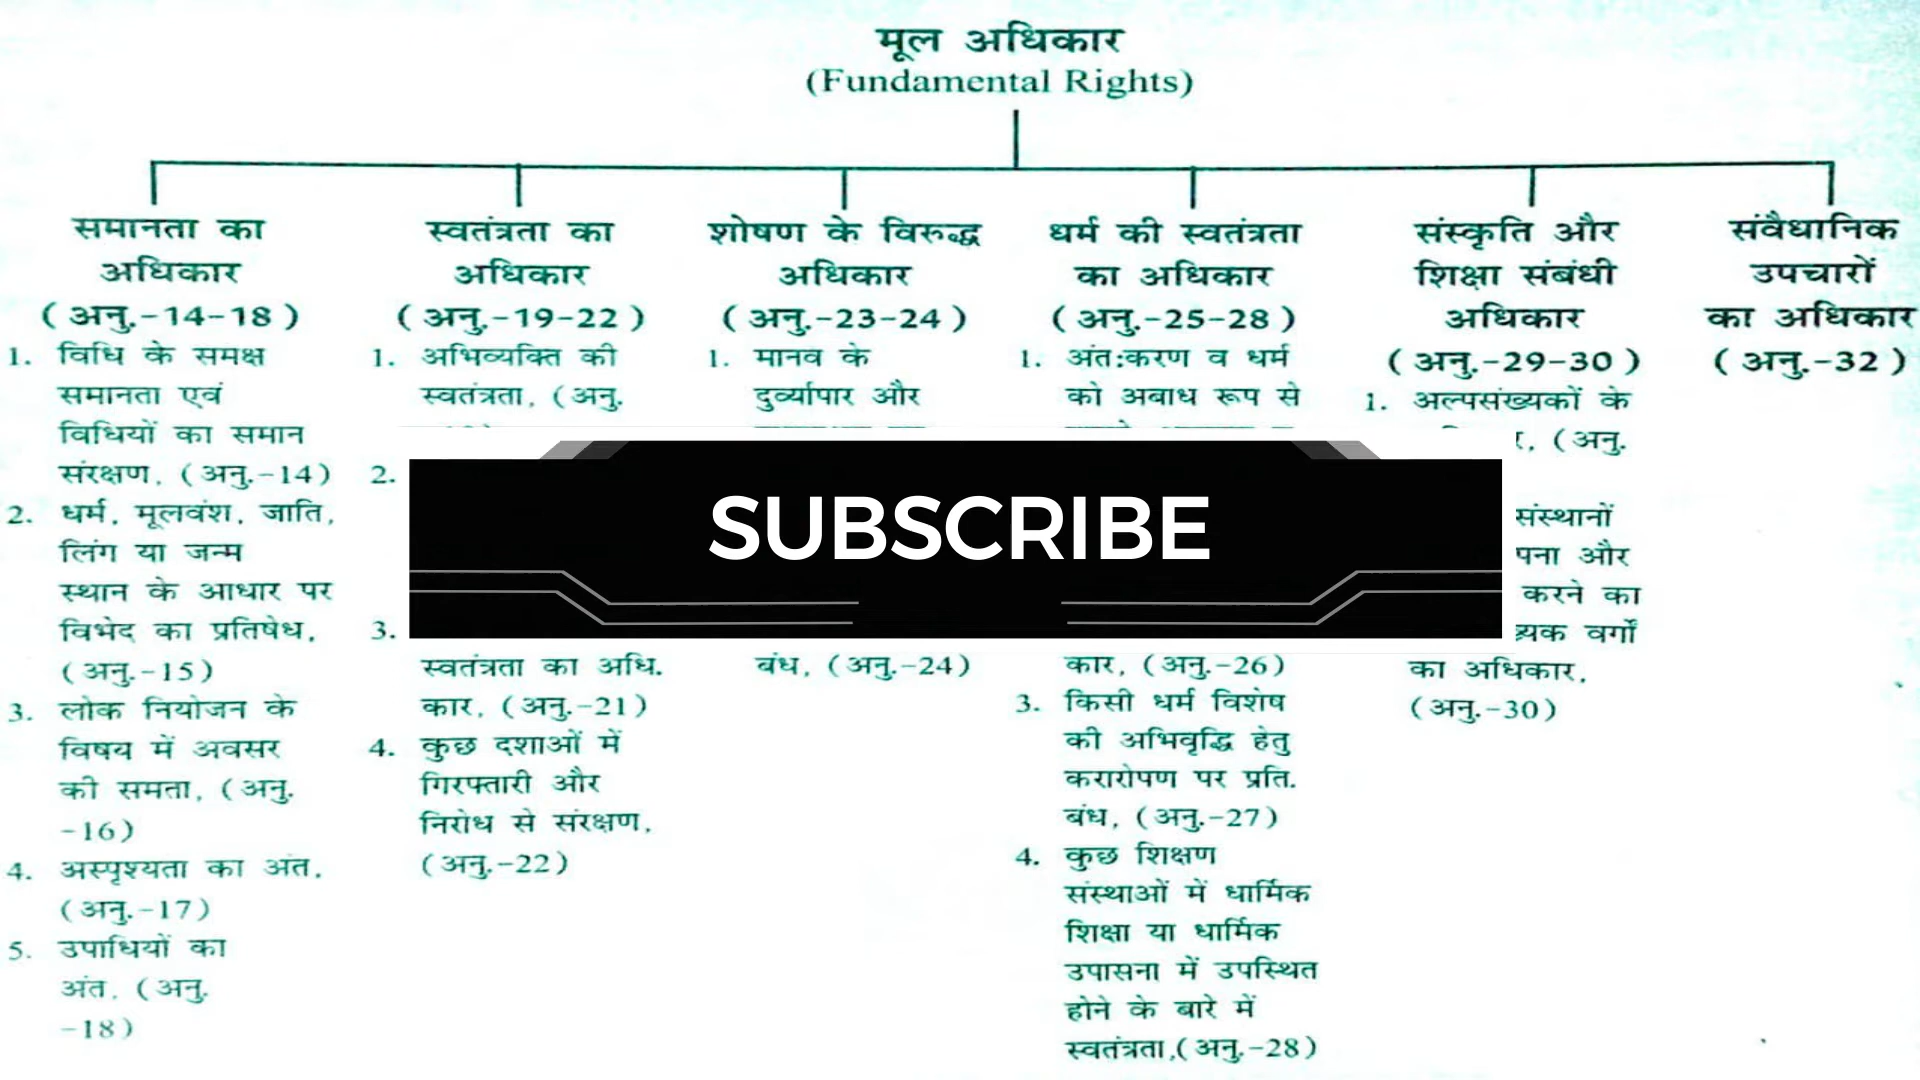 मूल अधिकार
(Fundamental Rights)
समानता का
अधिकार
(अनु.-14-18)
1. विधि के समक्ष
समानता एवं
विधियों का समान
संरक्षण, (अनु.-14)
2. धर्म, मूलवंश, जाति,
लिंग या जन्म
स्थान के आधार पर
विभेद का प्रतिषेध,
(अनु.-15)
3. लोक नियोजन के
विषय में अवसर
की समता, (अनु.
-16)
4. अस्पृश्यता का अंत,
(अनु.-17)
5. उपाधियों का
अंत, (अनु.
-18)
स्वतंत्रता का
अधिकार
(अनु.-19-22)
1. अभिव्यक्ति की
स्वतंत्रता, (अनु.
2.
3.
स्वतंत्रता का अधि.
कार, (अनु.-21)
4. कुछ दशाओं में
गिरफ्तारी और
निरोध से संरक्षण,
(अनु.-22)
शोषण के विरुद्ध
अधिकार
(अनु.-23-24)
1. मानव के
दुर्व्यापार और
बंध, (अनु.-24)
धर्म की स्वतंत्रता
का अधिकार
(अनु.-25-28)
1. अंत:करण व धर्म
को अबाध रूप से
कार, (अनु.-26)
3. किसी धर्म विशेष
की अभिवृद्धि हेतु
करारोपण पर प्रति.
बंध, (अनु.-27)
4. कुछ शिक्षण
संस्थाओं में धार्मिक
शिक्षा या धार्मिक
उपासना में उपस्थित
होने के बारे में
स्वतंत्रता,(अनु.-28)
संस्कृति और
शिक्षा संबंधी
अधिकार
(अनु.-29-30)
1. अल्पसंख्यकों के
(अनु.
संस्थानों
पना और
करने का
वर्गों
का अधिकार,
(अनु.-30)
संवैधानिक
उपचारों
का अधिकार
(अनु.-32)
SUBSCRIBE